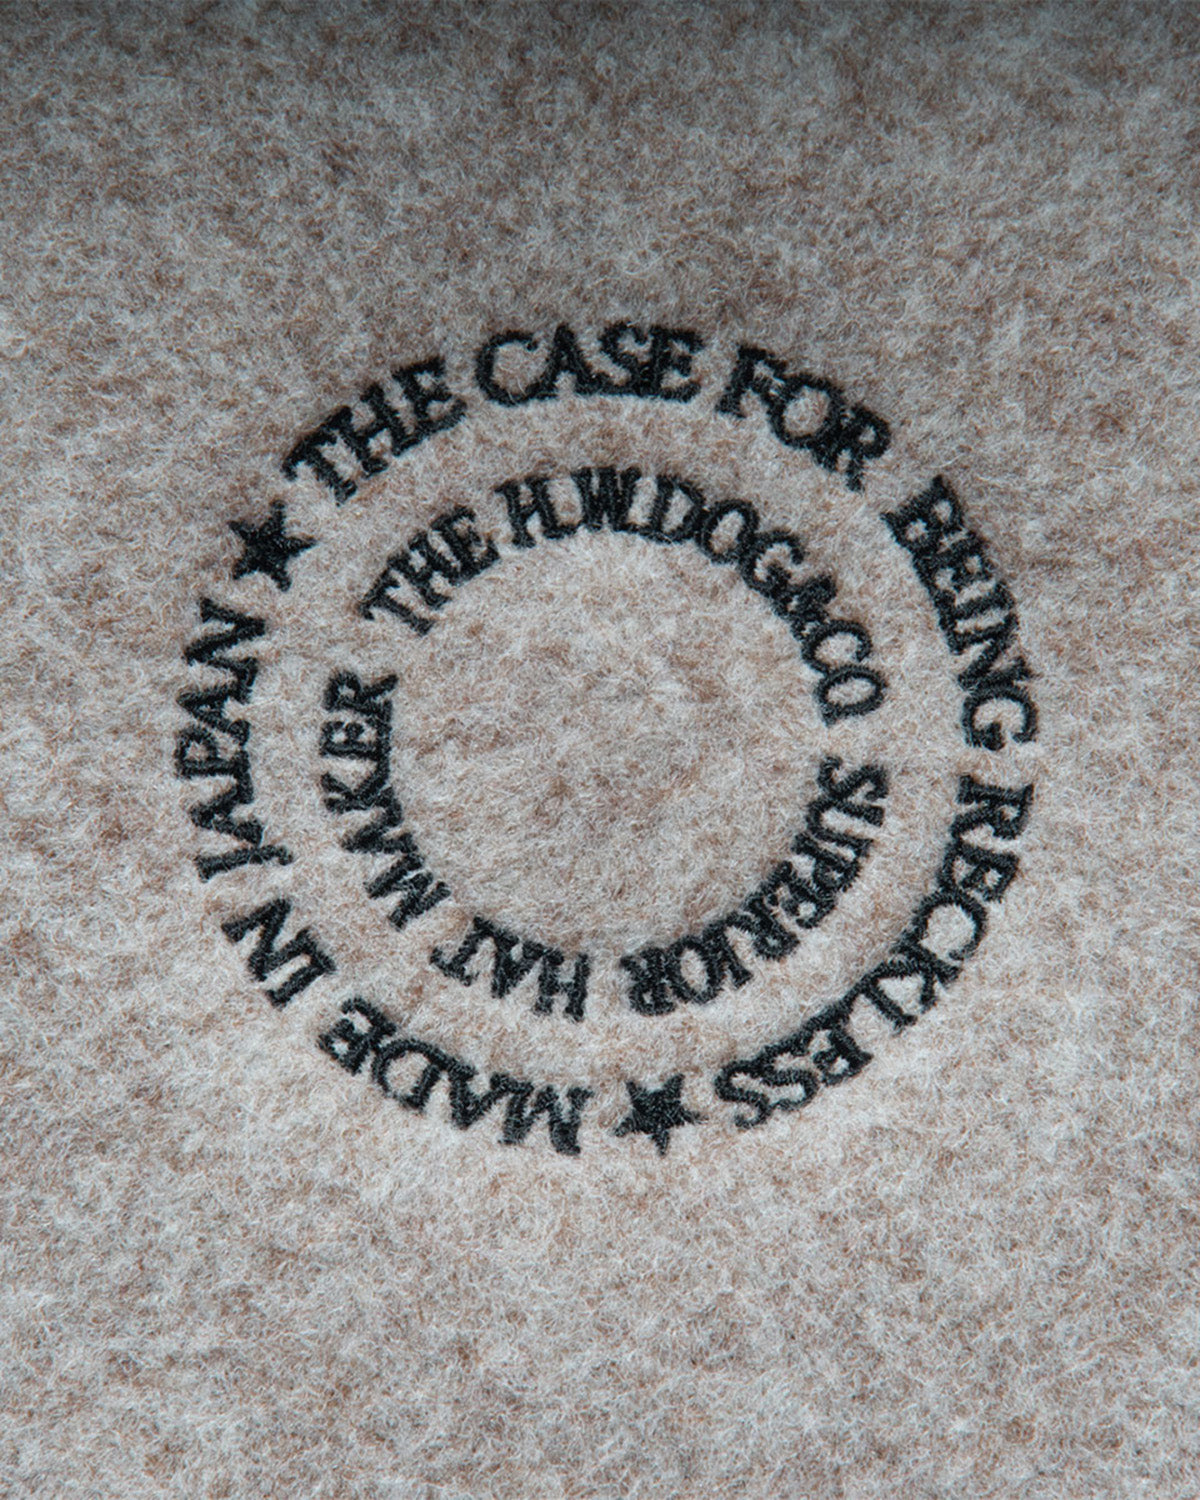 ★ THE CASE FOR BEING RECKLESS ★ MADE IN JAPAN
THE H.W.DOG&CO SUPERIOR HAT MAKER